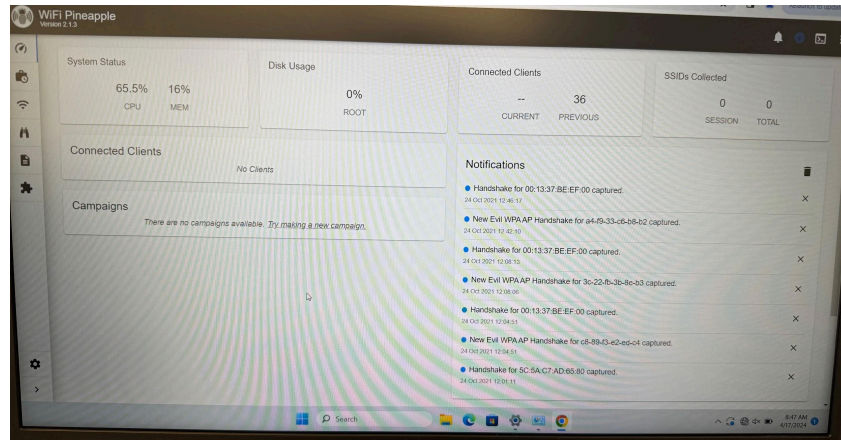 WiFi Pineapple
Version 2.1.3
System Status
65.5% 16%
CPU MEM
Disk Usage
0%
ROOT
Connected Clients
-- 36
CURRENT PREVIOUS
SSIDs Collected
0 0
SESSION TOTAL
Connected Clients
No Clients
Campaigns
There are no campaigns available. Try making a new campaign.
Notifications
Handshake for 00:13:37:BE:EF:00 captured.
24 Oct 2021 12:46:17
New Evil WPA AP Handshake for a4-f9-33-c6-b8-b2 captured.
24 Oct 2021 12:42:10
Handshake for 00:13:37:BE:EF:00 captured.
24 Oct 2021 12:08:13
New Evil WPA AP Handshake for 3c-22-fb-3b-8c-b3 captured.
24 Oct 2021 12:08:00
Handshake for 00:13:37:BE:EF:00 captured.
24 Oct 2021 12:04:51
New Evil WPA AP Handshake for c8-89-f3-e2-ed-c4 captured.
24 Oct 2021 12:04:51
Handshake for 5C:5A:C7:AD:65:80 captured.
24 Oct 2021 12:01:11
Search
8:47 AM
4/17/2024